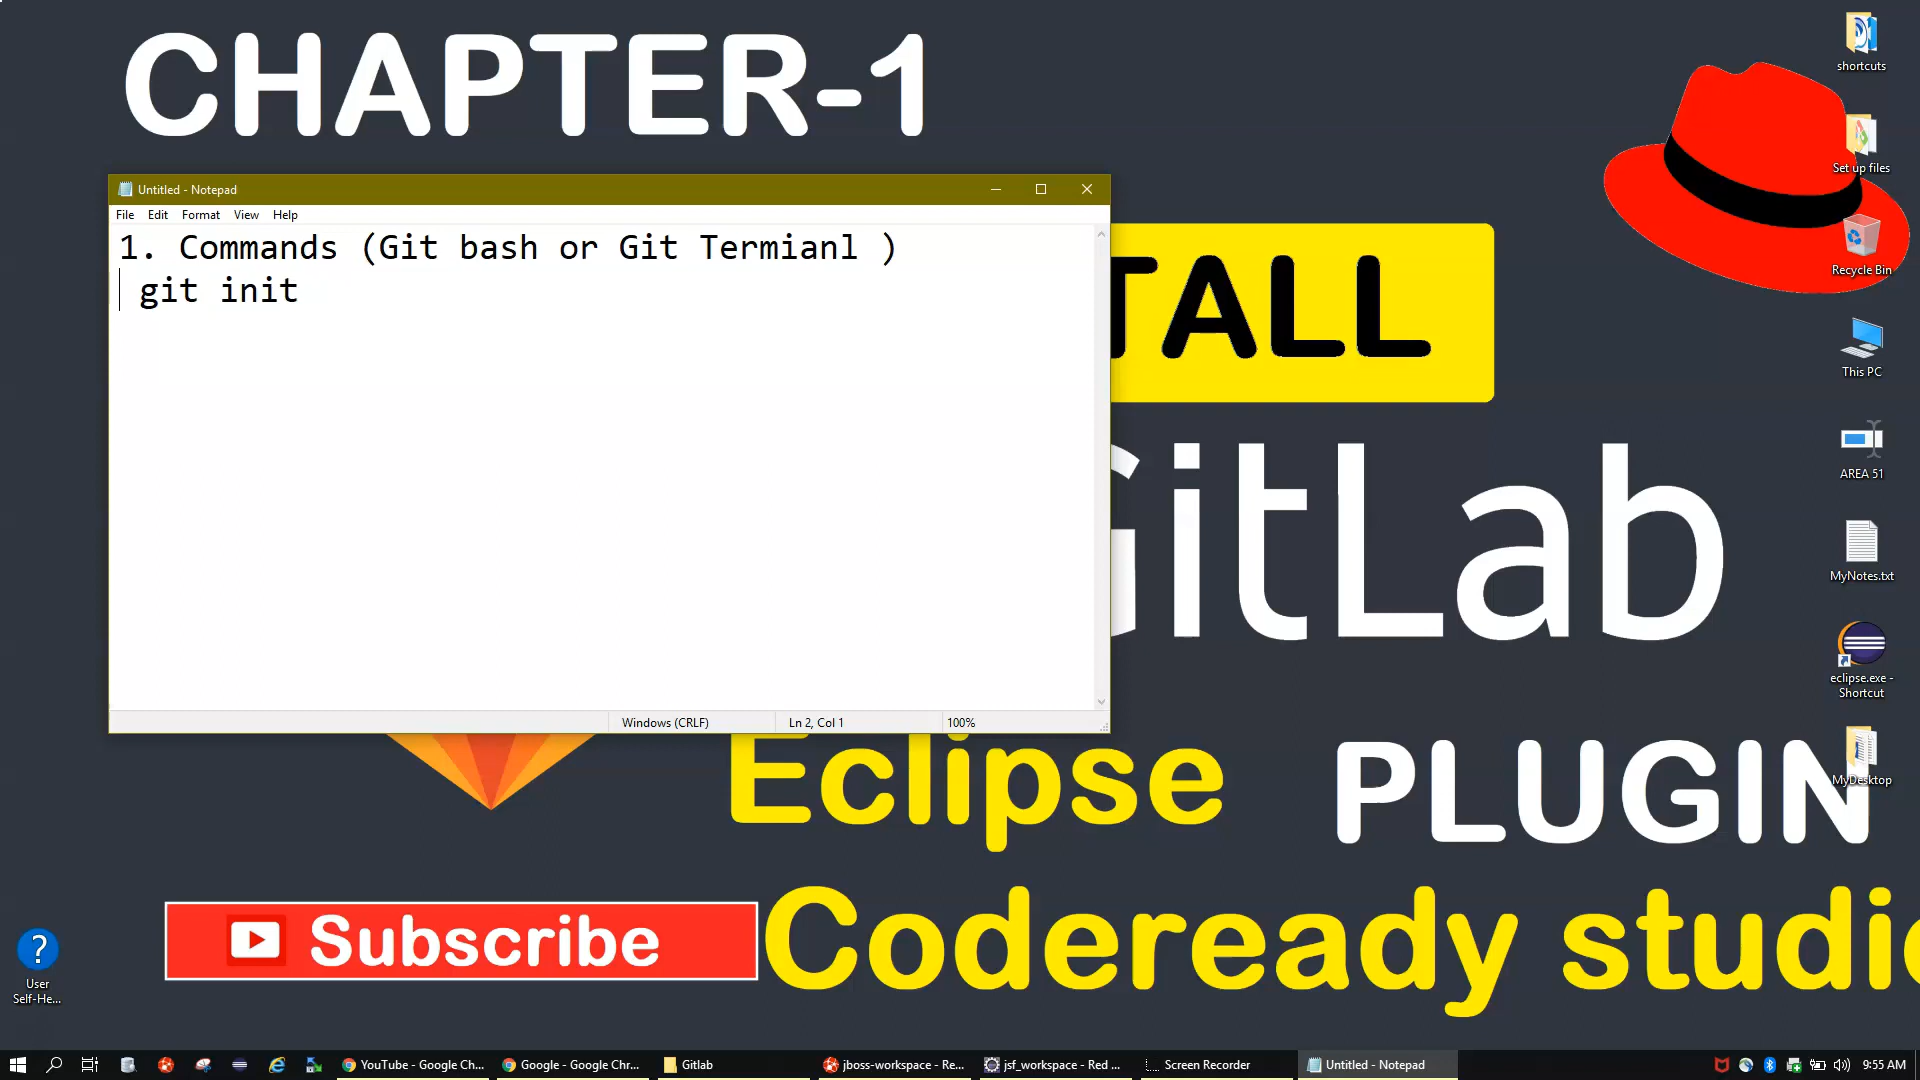 CHAPTER-1
shortcuts
Set up files
Recycle Bin
This PC
AREA 51
MyNotes.txt
eclipse.exe -
Shortcut
MyDesktop
Untitled - Notepad
File Edit Format View Help
1. Commands (Git bash or Git Termianl )
git init
Windows (CRLF) Ln 2, Col 1 100%
TALL
GitLab
Eclipse PLUGIN
Subscribe
Codeready studio
User
Self-He...
YouTube - Google Ch...
Google - Google Chr...
Gitlab
jboss-workspace - Re...
jsf_workspace - Red ...
Screen Recorder
Untitled - Notepad
9:55 AM